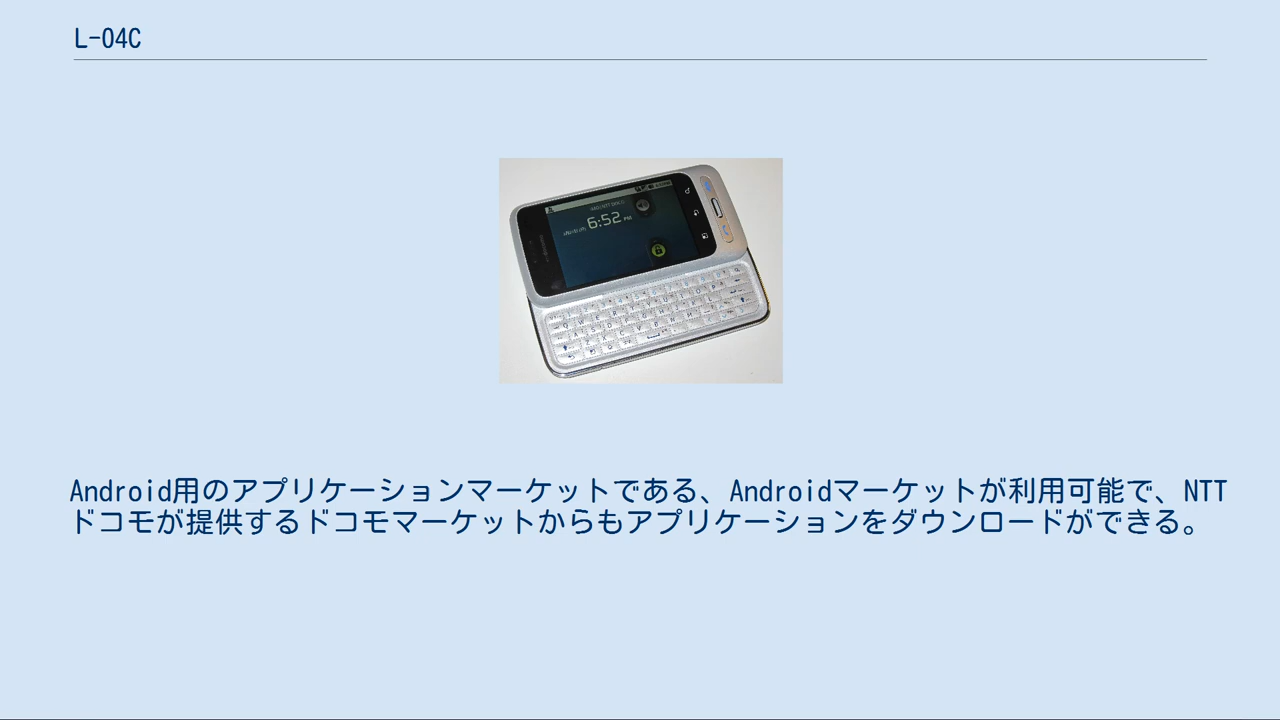 L-04C
6:52 PM
Android用のアプリケーションマーケットである、Androidマーケットが利用可能で、NTT
ドコモが提供するドコモマーケットからもアプリケーションをダウンロードができる。